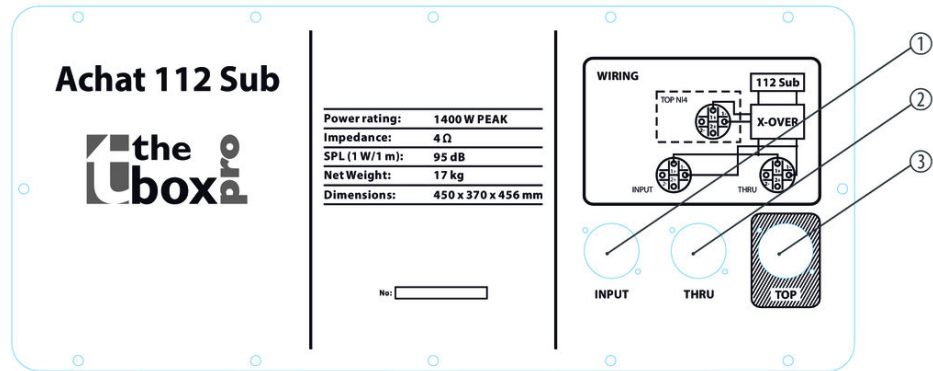 Achat 112 Sub
the
box
pro
Power rating: 1400 W PEAK
Impedance: 4 Ω
SPL (1 W/1 m): 95 dB
Net Weight: 17 kg
Dimensions: 450 x 370 x 456 mm
No:
WIRING
112 Sub
TOP NI4
X-OVER
INPUT
THRU
INPUT
THRU
TOP
1
2
3